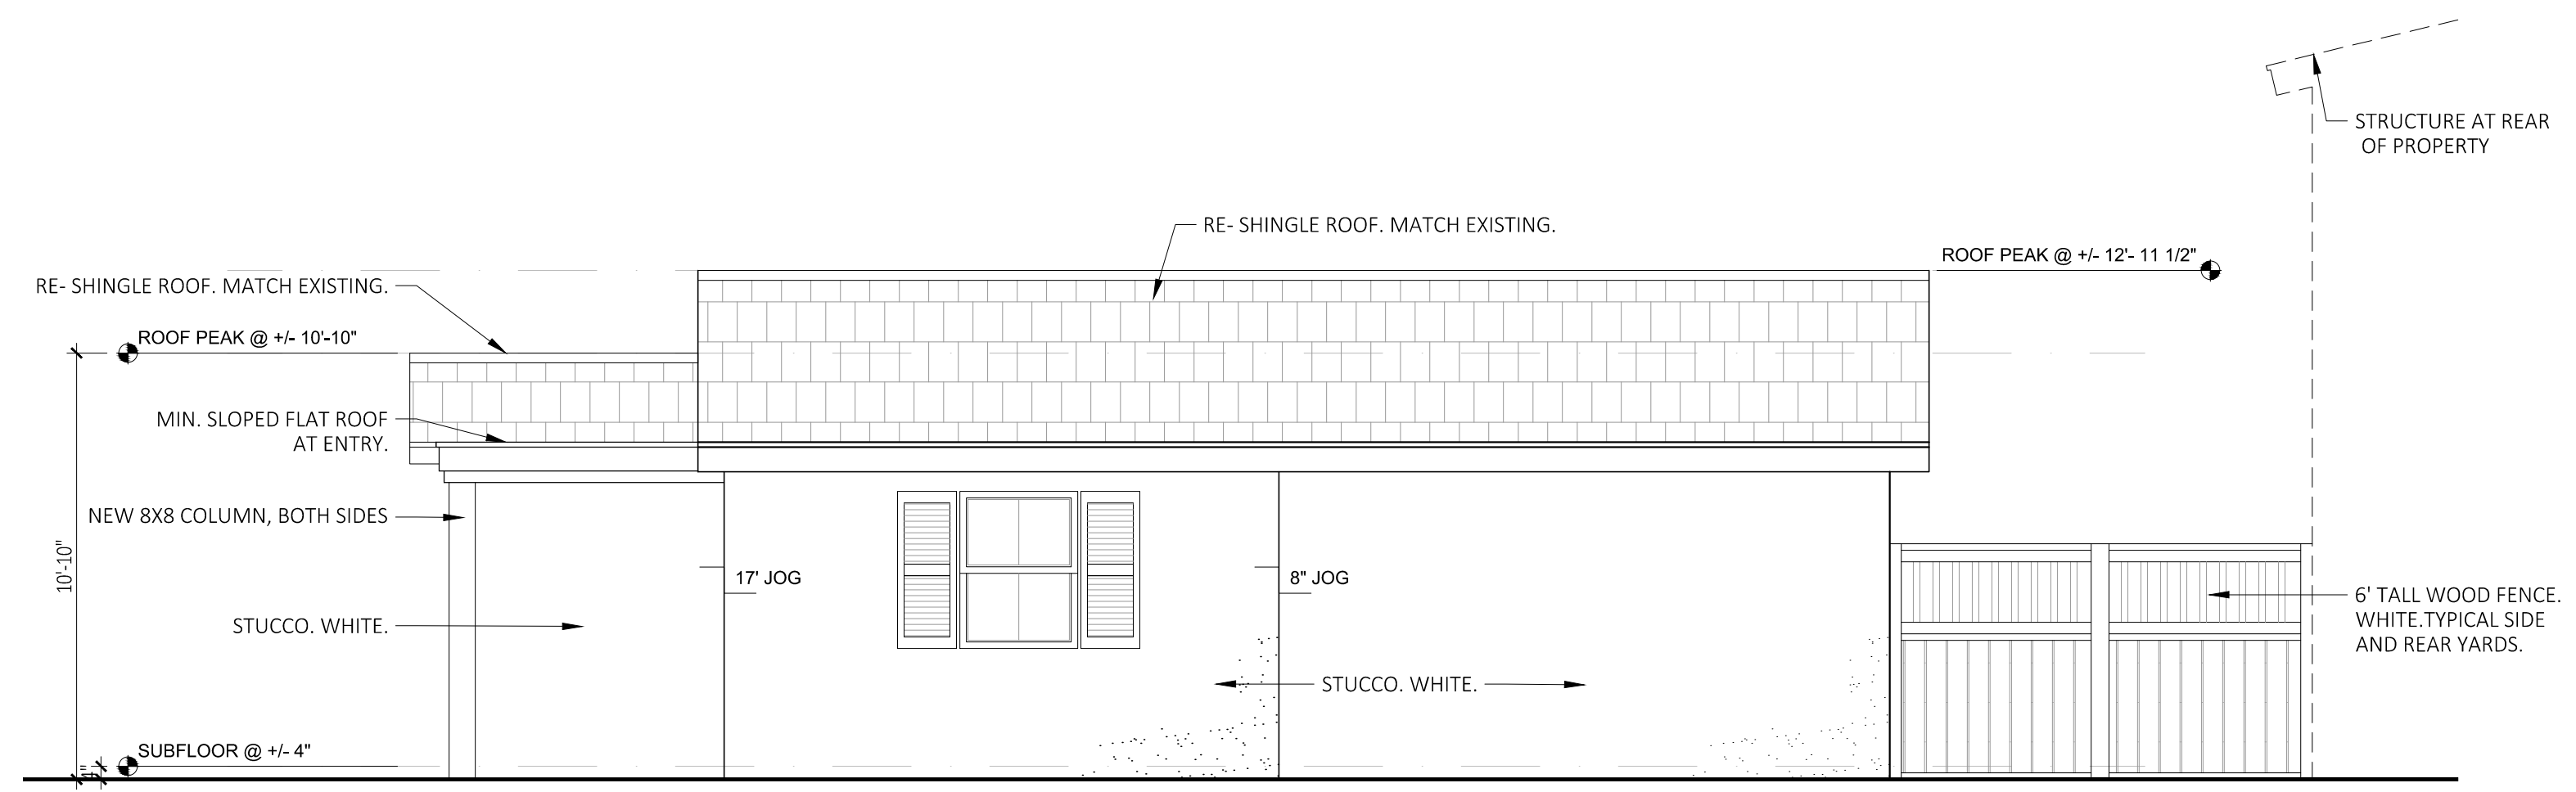 STRUCTURE AT REAR
OF PROPERTY
RE- SHINGLE ROOF. MATCH EXISTING.
ROOF PEAK @ +/- 12'- 11 1/2"
RE- SHINGLE ROOF. MATCH EXISTING.
ROOF PEAK @ +/- 10'-10"
MIN. SLOPED FLAT ROOF
AT ENTRY.
NEW 8X8 COLUMN, BOTH SIDES
10'-10"
17' JOG
8" JOG
6' TALL WOOD FENCE.
WHITE.TYPICAL SIDE
AND REAR YARDS.
STUCCO. WHITE.
STUCCO. WHITE.
SUBFLOOR @ +/- 4"
4"